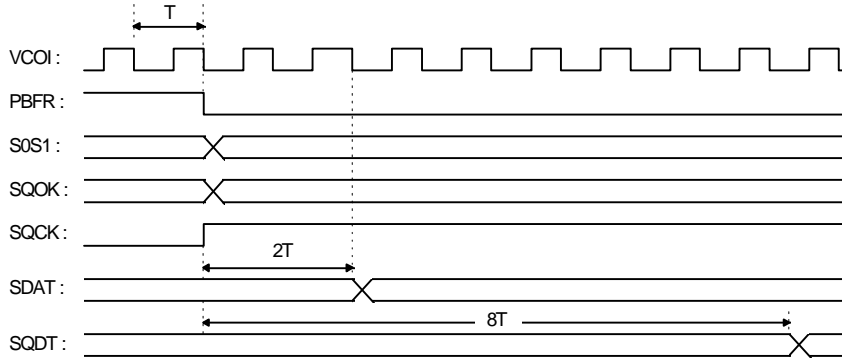 T
VCOI :
PBFR :
S0S1 :
SQOK :
SQCK :
2T
SDAT :
8T
SQDT :